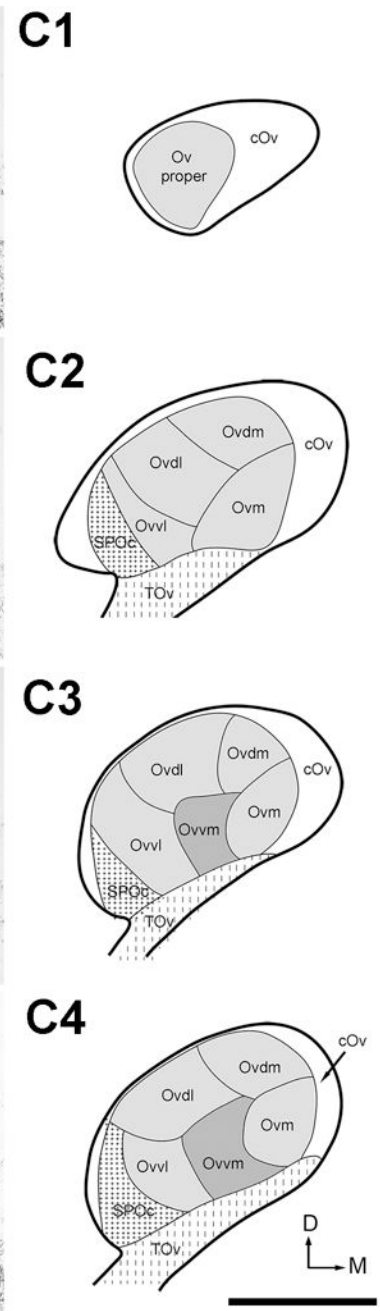 C1
cOv
Ov
proper
C2
Ovdm
cOv
Ovdl
Ovm
Ovvl
SPOc
TOv
C3
Ovdm
Ovdl
cOv
Ovm
Ovvm
Ovvl
SPOc
TOv
C4
cOv
Ovdm
Ovdl
Ovm
Ovvl
Ovvm
SPOc
D
TOv
M